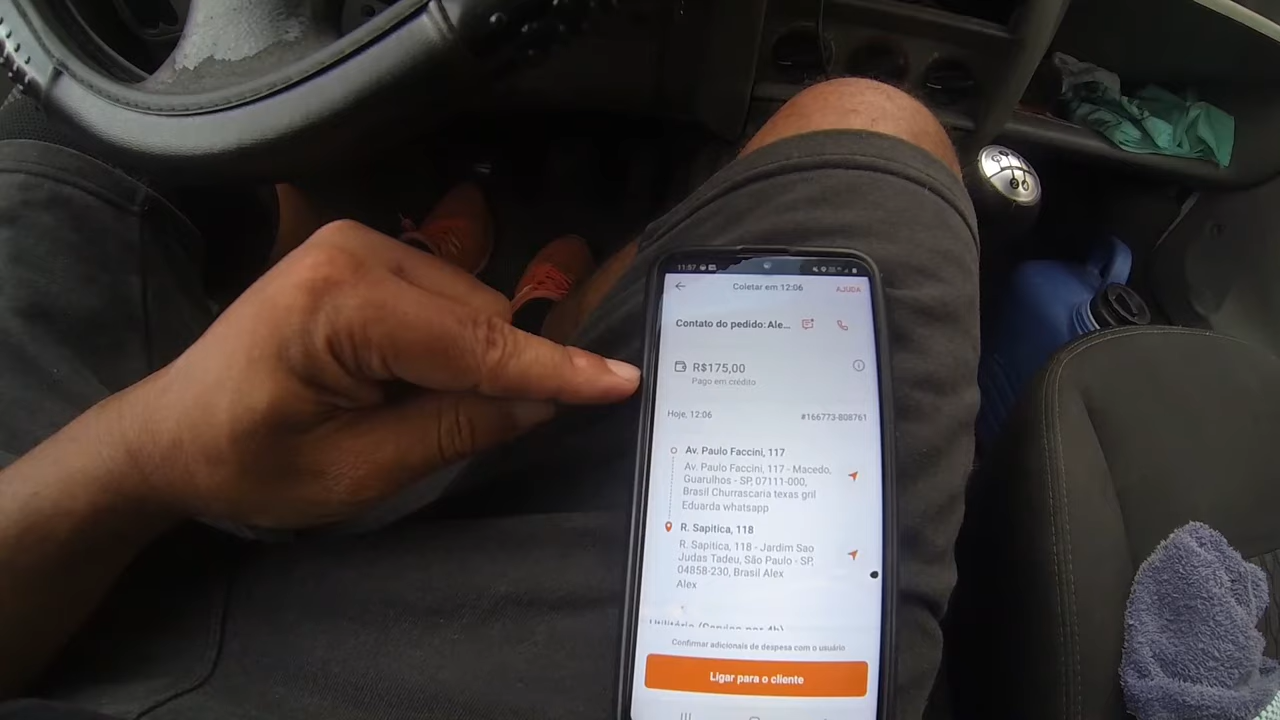 11:57
Coletar em 12:06
AJUDA
Contato do pedido: Ale...
R$175,00
Pago em crédito
Hoje, 12:06
#166773-808761
Av. Paulo Faccini, 117
Av. Paulo Faccini, 117 - Macedo,
Guarulhos - SP, 07111-000,
Brasil Churrascaria texas gril
Eduarda whatsapp
R. Sapitica, 118
R. Sapitica, 118 - Jardim Sao
Judas Tadeu, São Paulo - SP,
04858-230, Brasil Alex
Alex
Confirmar adicionais de despesa com o usuário
Ligar para o cliente